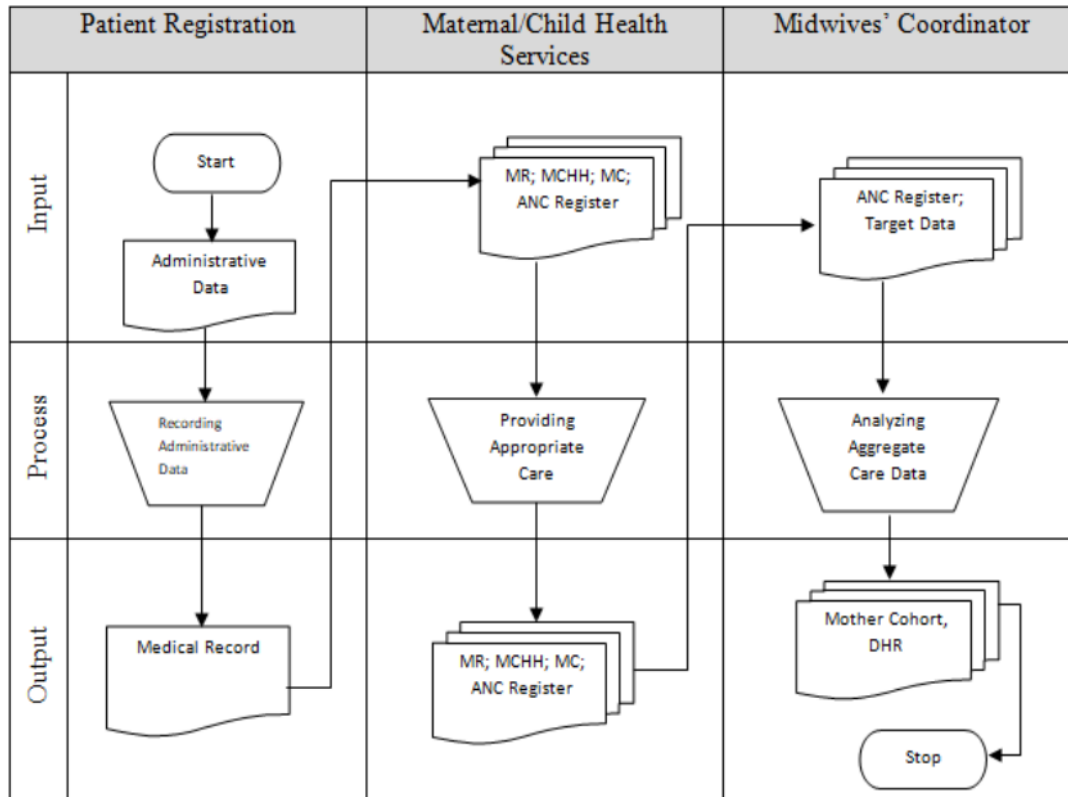 Patient Registration
Maternal/Child Health
Services
Midwives’ Coordinator
Input
Start
Administrative
Data
MR; MCHH; MC;
ANC Register
ANC Register;
Target Data
Process
Recording
Administrative
Data
Providing
Appropriate
Care
Analyzing
Aggregate
Care Data
Output
Medical Record
MR; MCHH; MC;
ANC Register
Mother Cohort,
DHR
Stop